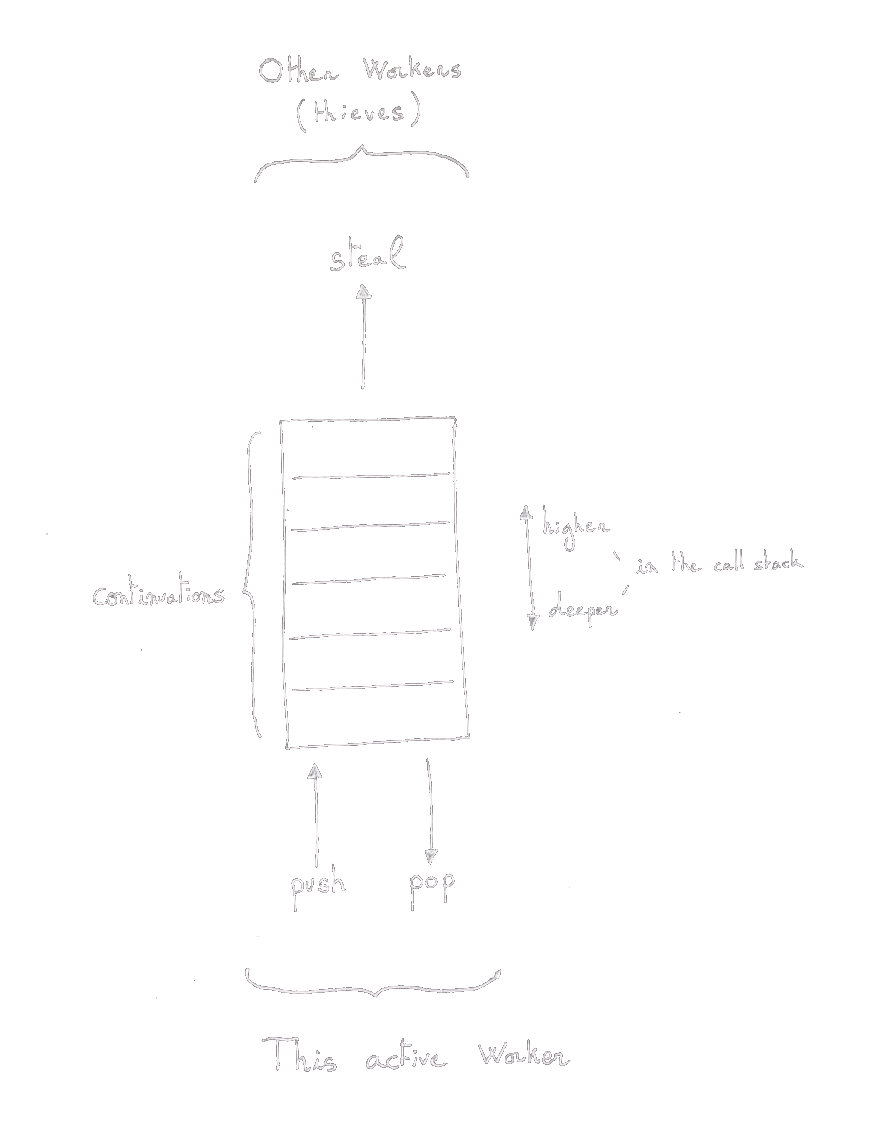 Other Workers
(thieves)
steal
continuations
higher
in the call stack
deeper
push
pop
This active Worker